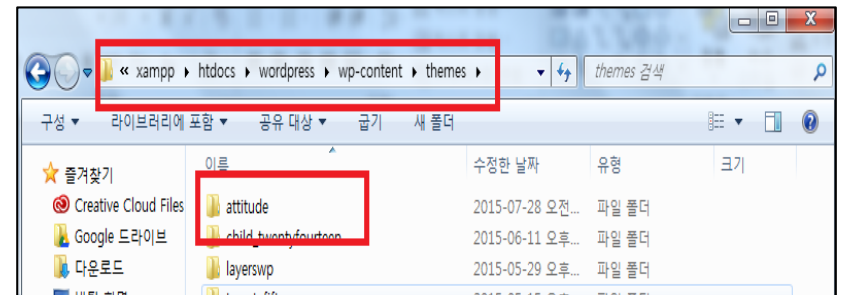 « xampp ▸ htdocs ▸ wordpress ▸ wp-content ▸ themes ▸ themes 검색
구성 ▼ 라이브러리에 포함 ▼ 공유 대상 ▼ 굽기 새 폴더
이름 수정한 날짜 유형 크기
즐겨찾기
Creative Cloud Files attitude 2015-07-28 오전... 파일 폴더
Google 드라이브 child_twentyfourteen 2015-06-11 오후... 파일 폴더
다운로드 layerswp 2015-05-29 오후... 파일 폴더